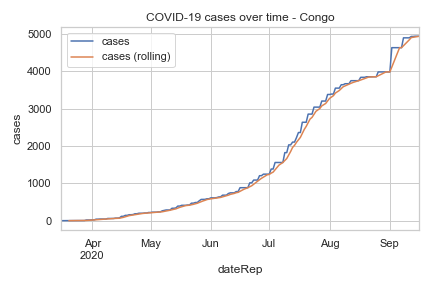 COVID-19 cases over time - Congo
cases
cases (rolling)
5000
4000
3000
2000
1000
0
cases
Apr
2020
May
Jun
Jul
Aug
Sep
dateRep